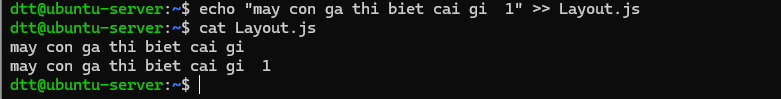 dtt@ubuntu-server:~$ echo "may con ga thi biet cai gi  1" >> Layout.js
dtt@ubuntu-server:~$ cat Layout.js
may con ga thi biet cai gi
may con ga thi biet cai gi  1
dtt@ubuntu-server:~$